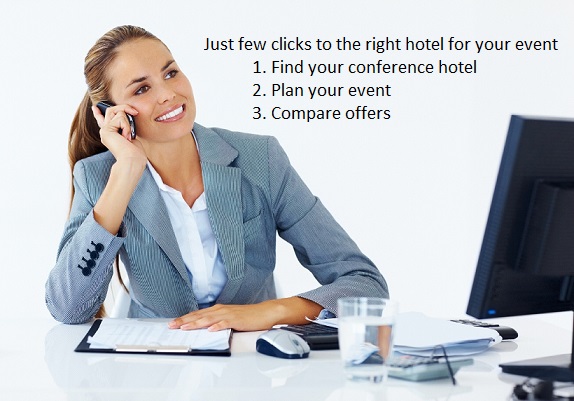 Just few clicks to the right hotel for your event
1. Find your conference hotel
2. Plan your event
3. Compare offers